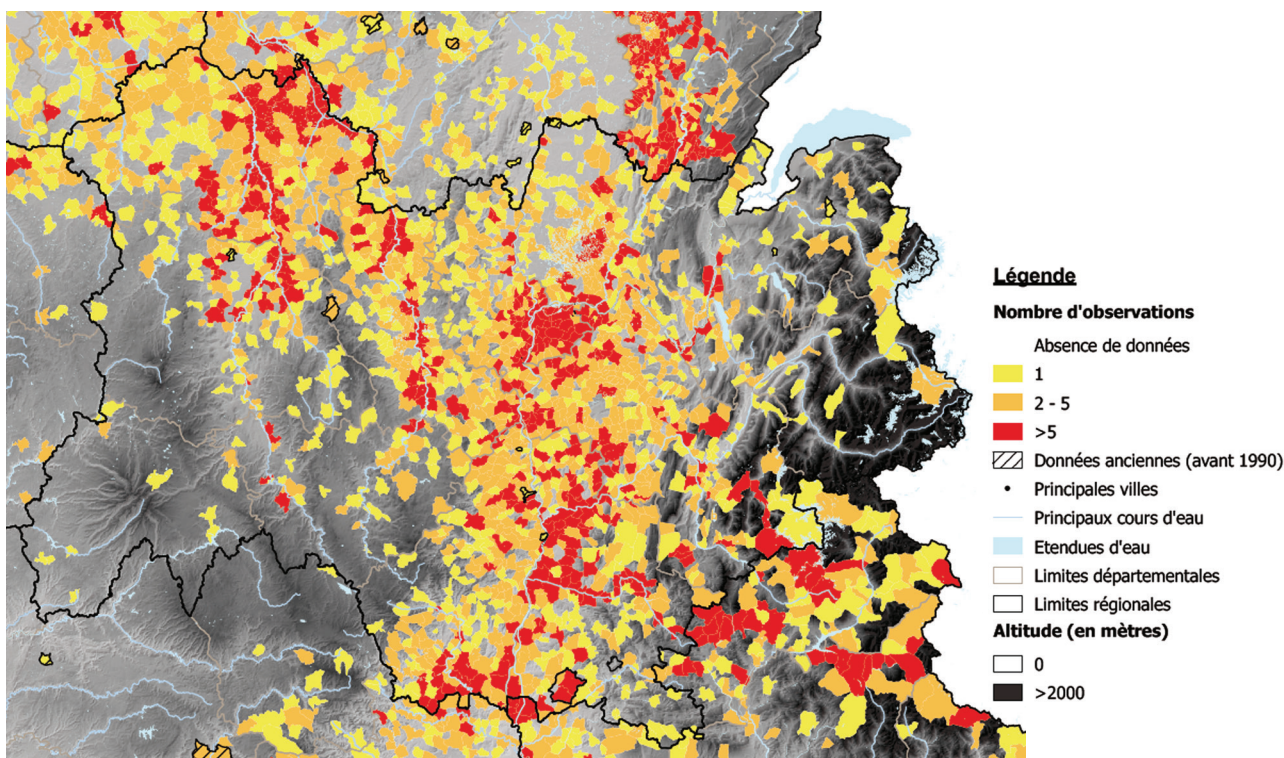 Légende
Nombre d'observations
Absence de données
1
2 - 5
>5
Données anciennes (avant 1990)
Principales villes
Principaux cours d'eau
Etendues d'eau
Limites départementales
Limites régionales
Altitude (en mètres)
0
>2000